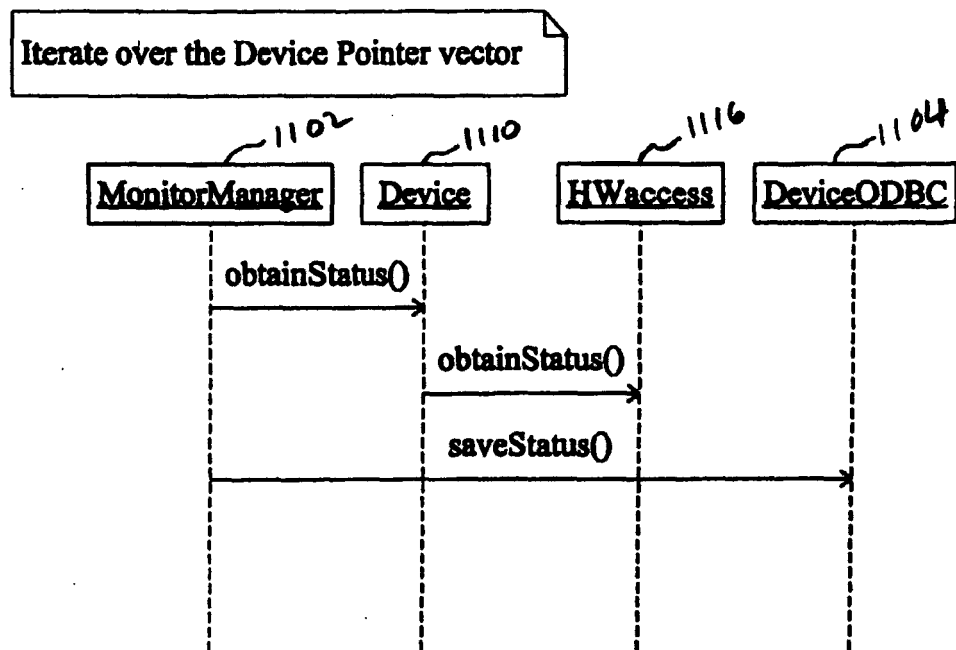 Iterate over the Device Pointer vector
1102
1110
1116
1104
MonitorManager
Device
HWaccess
DeviceODBC
obtainStatus()
obtainStatus()
saveStatus()